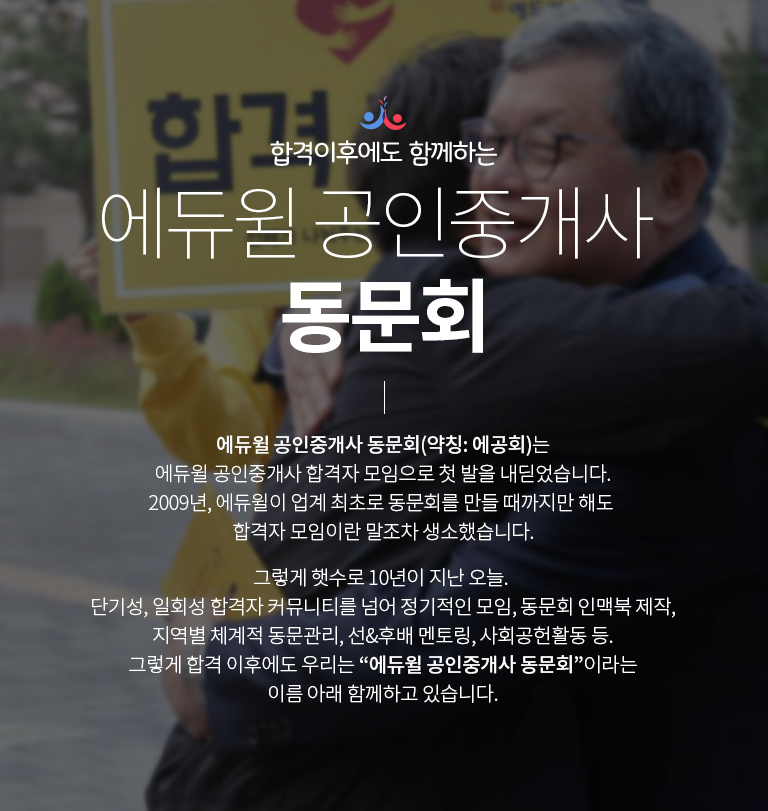 합격
합격이후에도 함께하는
에듀윌 공인중개사
동문회
에듀윌 공인중개사 동문회(약칭: 에공회)는
에듀윌 공인중개사 합격자 모임으로 첫 발을 내딛었습니다.
2009년, 에듀윌이 업계 최초로 동문회를 만들 때까지만 해도
합격자 모임이란 말조차 생소했습니다.
그렇게 햇수로 10년이 지난 오늘.
단기성, 일회성 합격자 커뮤니티를 넘어 정기적인 모임, 동문회 인맥북 제작,
지역별 체계적 동문관리, 선&후배 멘토링, 사회공헌활동 등.
그렇게 합격 이후에도 우리는 “에듀윌 공인중개사 동문회”이라는
이름 아래 함께하고 있습니다.